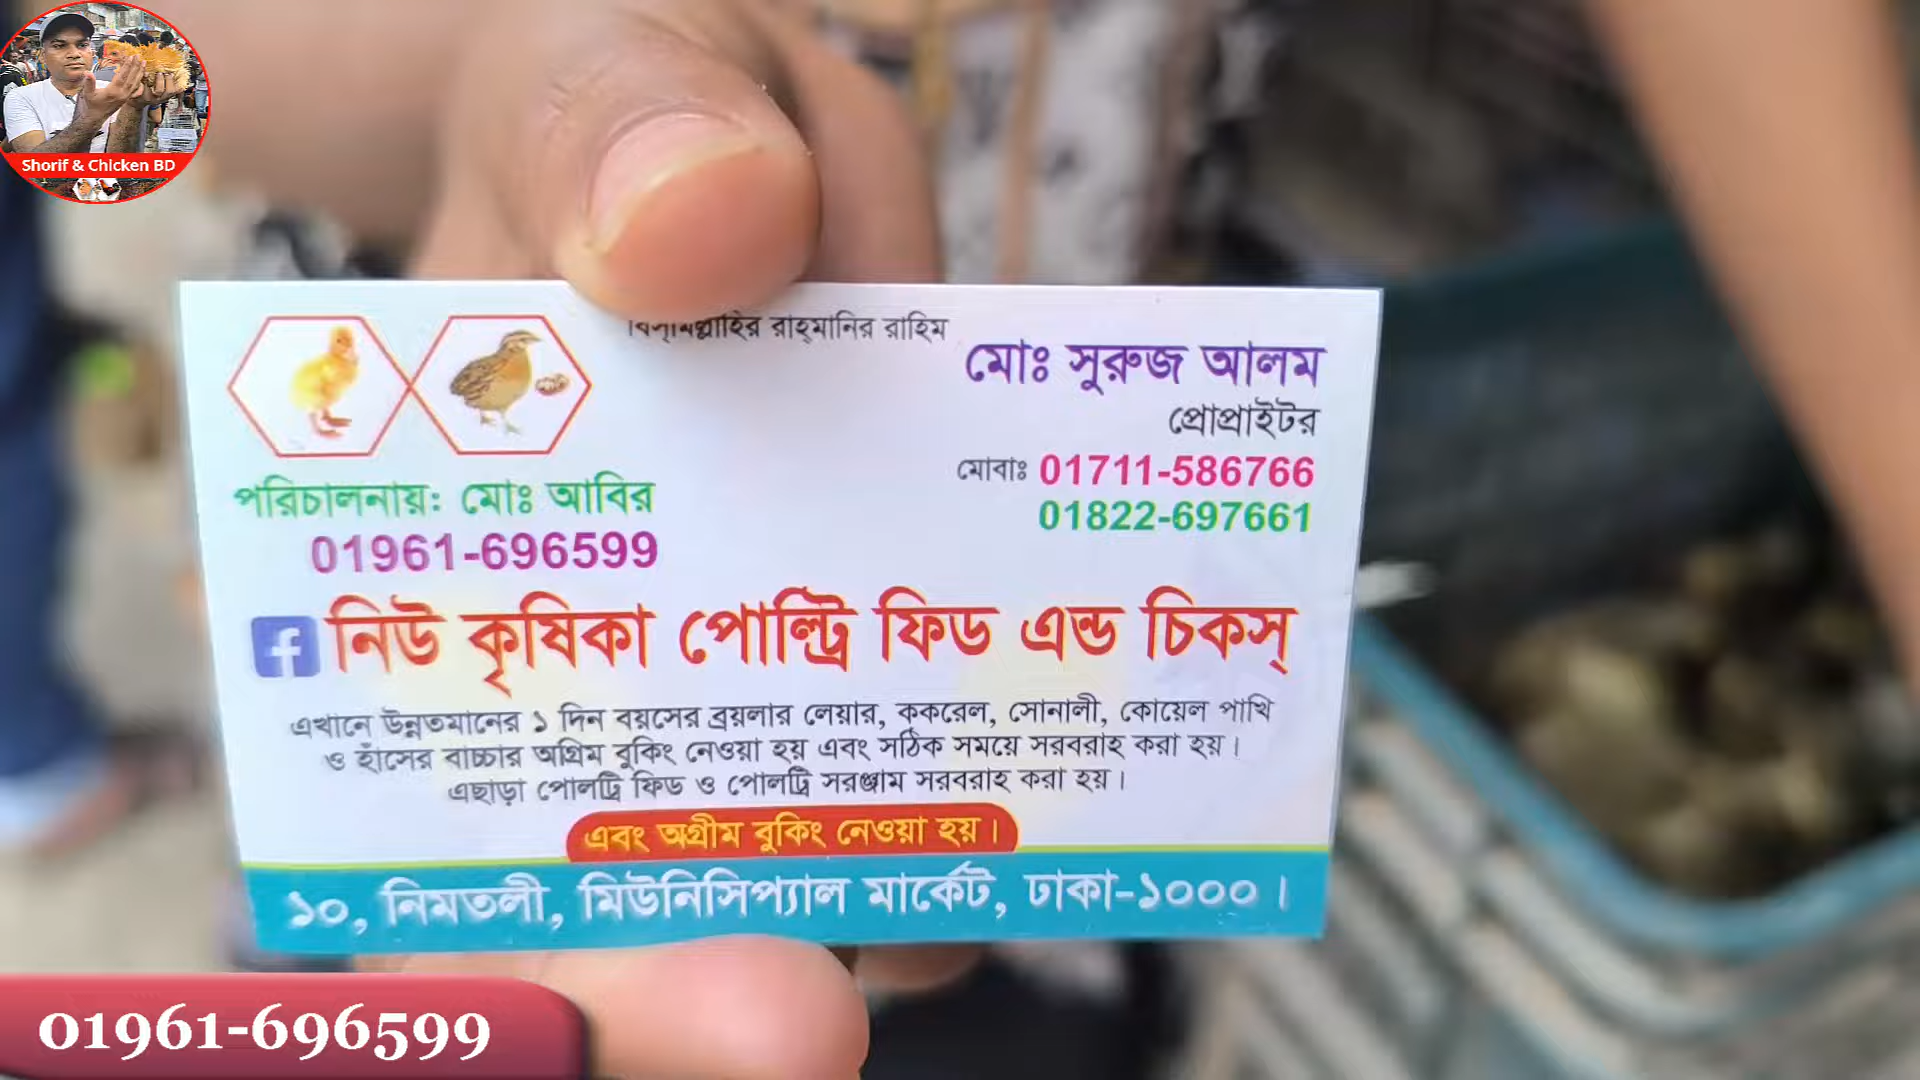 Shorif & Chicken BD
বিস্‌মিল্লাহির রাহ্‌মানির রাহিম
মোঃ সুরুজ আলম
প্রোপ্রাইটর
মোবাঃ 01711-586766
01822-697661
পরিচালনায়: মোঃ আবির
01961-696599
নিউ কৃষিকা পোল্ট্রি ফিড এন্ড চিকস্
এখানে উন্নতমানের ১ দিন বয়সের ব্রয়লার লেয়ার, ককরেল, সোনালী, কোয়েল পাখি
ও হাঁসের বাচ্চার অগ্রিম বুকিং নেওয়া হয় এবং সঠিক সময়ে সরবরাহ করা হয়।
এছাড়া পোলট্রি ফিড ও পোলট্রি সরঞ্জাম সরবরাহ করা হয়।
এবং অগ্রীম বুকিং নেওয়া হয়।
১০, নিমতলী, মিউনিসিপ্যাল মার্কেট, ঢাকা-১০০০।
01961-696599